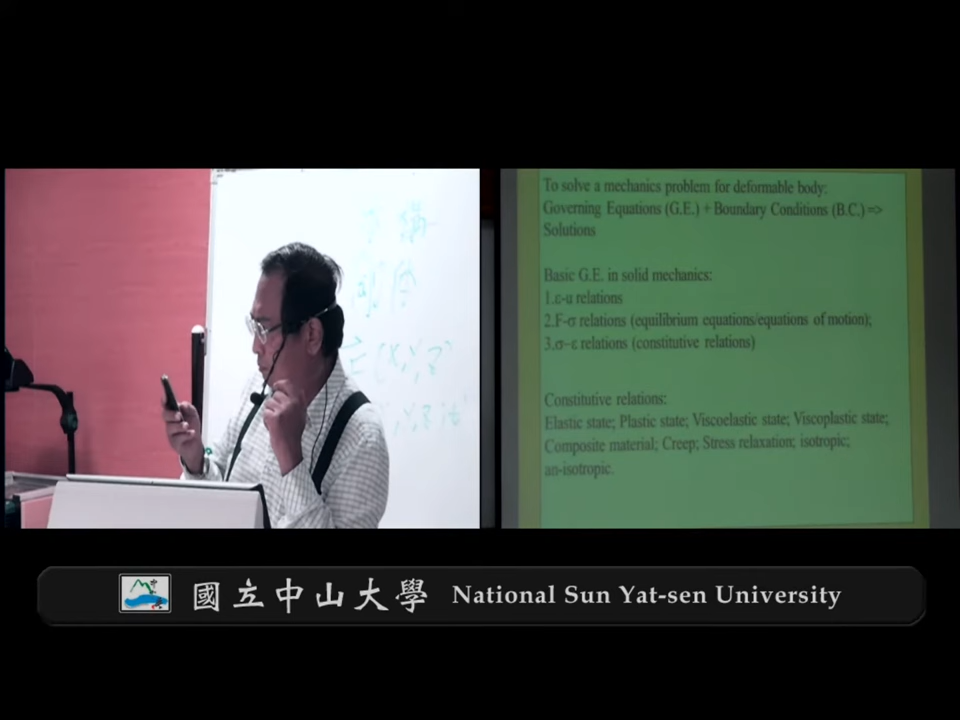 To solve a mechanics problem for deformable body:
Governing Equations (G.E.) + Boundary Conditions (B.C.) =>
Solutions
Basic G.E. in solid mechanics:
1.ε-u relations
2.F-σ relations (equilibrium equations/equations of motion);
3.σ-ε relations (constitutive relations)
Constitutive relations:
Elastic state; Plastic state; Viscoelastic state; Viscoplastic state;
Composite material; Creep; Stress relaxation; isotropic;
an-isotropic.
國立中山大學 National Sun Yat-sen University